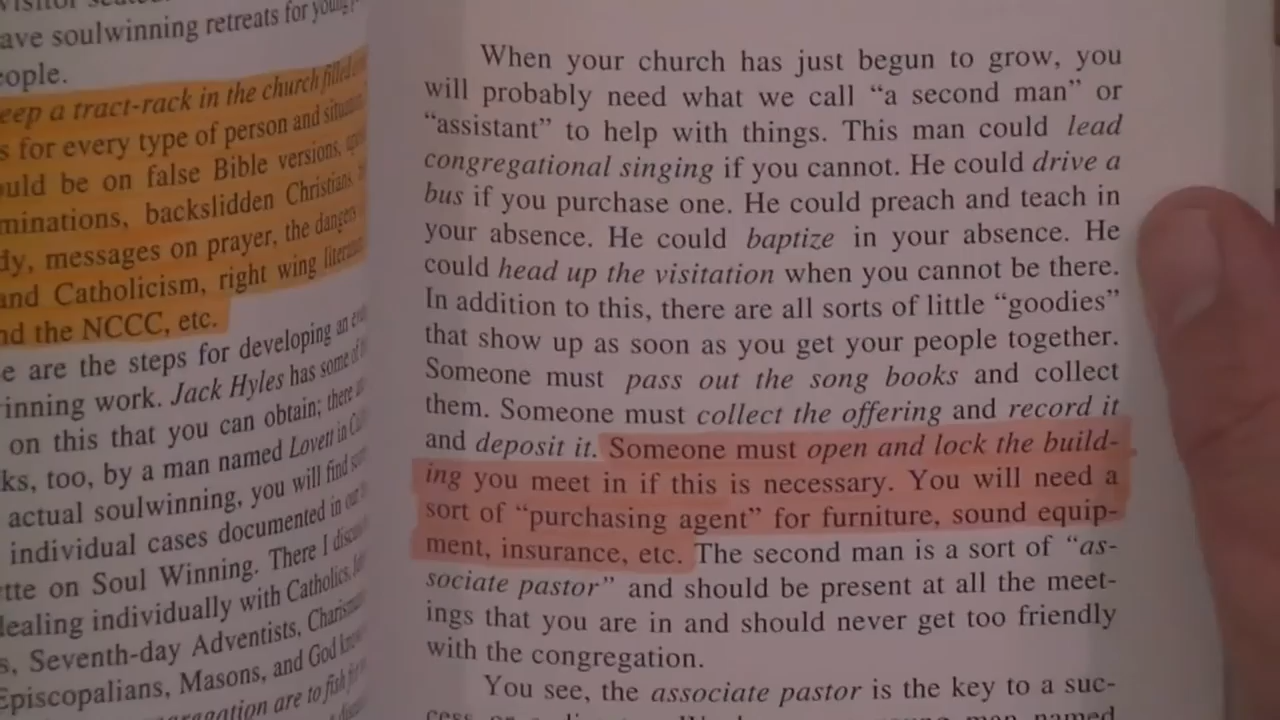 ave soulwinning retreats for
eople.
eep a tract-rack in the church filled
s for every type of person and
ould be on false Bible versions,
minations, backslidden Christians,
dy, messages on prayer, the dangers
and Catholicism, right wing
nd the NCCC, etc.
e are the steps for developing an
inning work. Jack Hyles has some of
on this that you can obtain; there
ks, too, by a man named Lovett in
actual soulwinning, you will find
individual cases documented in
tte on Soul Winning. There I
dealing individually with Catholics,
s, Seventh-day Adventists,
Episcopalians, Masons, and God
are to fish
When your church has just begun to grow, you
will probably need what we call “a second man” or
“assistant” to help with things. This man could lead
congregational singing if you cannot. He could drive a
bus if you purchase one. He could preach and teach in
your absence. He could baptize in your absence. He
could head up the visitation when you cannot be there.
In addition to this, there are all sorts of little “goodies”
that show up as soon as you get your people together.
Someone must pass out the song books and collect
them. Someone must collect the offering and record it
and deposit it. Someone must open and lock the build-
ing you meet in if this is necessary. You will need a
sort of “purchasing agent” for furniture, sound equip-
ment, insurance, etc. The second man is a sort of “as-
sociate pastor” and should be present at all the meet-
ings that you are in and should never get too friendly
with the congregation.
You see, the associate pastor is the key to a suc-